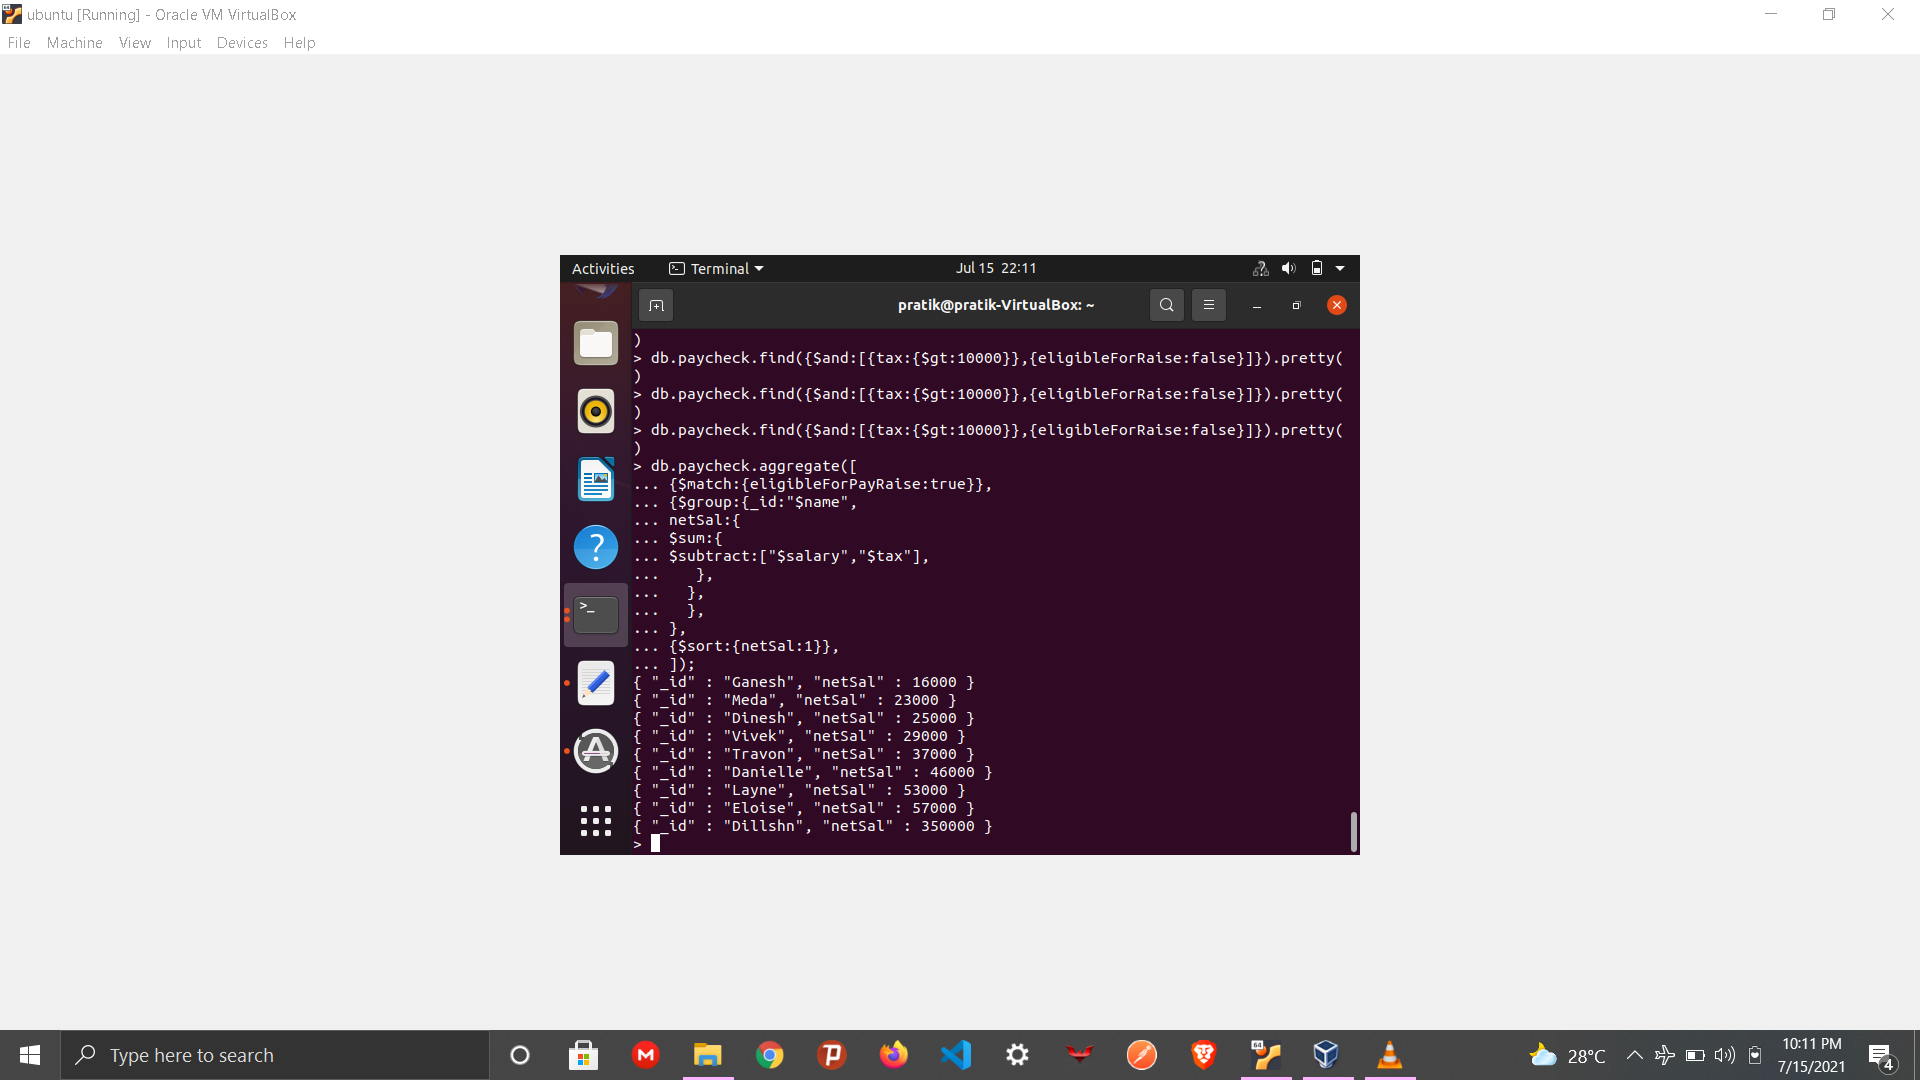 ubuntu [Running] - Oracle VM VirtualBox
File Machine View Input Devices Help
Activities Terminal Jul 15 22:11
pratik@pratik-VirtualBox: ~
)
> db.paycheck.find({$and:[{tax:{$gt:10000}},{eligibleForRaise:false}]}).pretty(
)
> db.paycheck.find({$and:[{tax:{$gt:10000}},{eligibleForRaise:false}]}).pretty(
)
> db.paycheck.find({$and:[{tax:{$gt:10000}},{eligibleForRaise:false}]}).pretty(
)
> db.paycheck.aggregate([
... {$match:{eligibleForPayRaise:true}},
... {$group:{_id:"$name",
... netSal:{
... $sum:{
... $subtract:["$salary","$tax"],
...    },
...   },
...   },
... },
... {$sort:{netSal:1}},
... ]);
{ "_id" : "Ganesh", "netSal" : 16000 }
{ "_id" : "Meda", "netSal" : 23000 }
{ "_id" : "Dinesh", "netSal" : 25000 }
{ "_id" : "Vivek", "netSal" : 29000 }
{ "_id" : "Travon", "netSal" : 37000 }
{ "_id" : "Danielle", "netSal" : 46000 }
{ "_id" : "Layne", "netSal" : 53000 }
{ "_id" : "Eloise", "netSal" : 57000 }
{ "_id" : "Dillshn", "netSal" : 350000 }
>
Type here to search
28°C
10:11 PM
7/15/2021
4